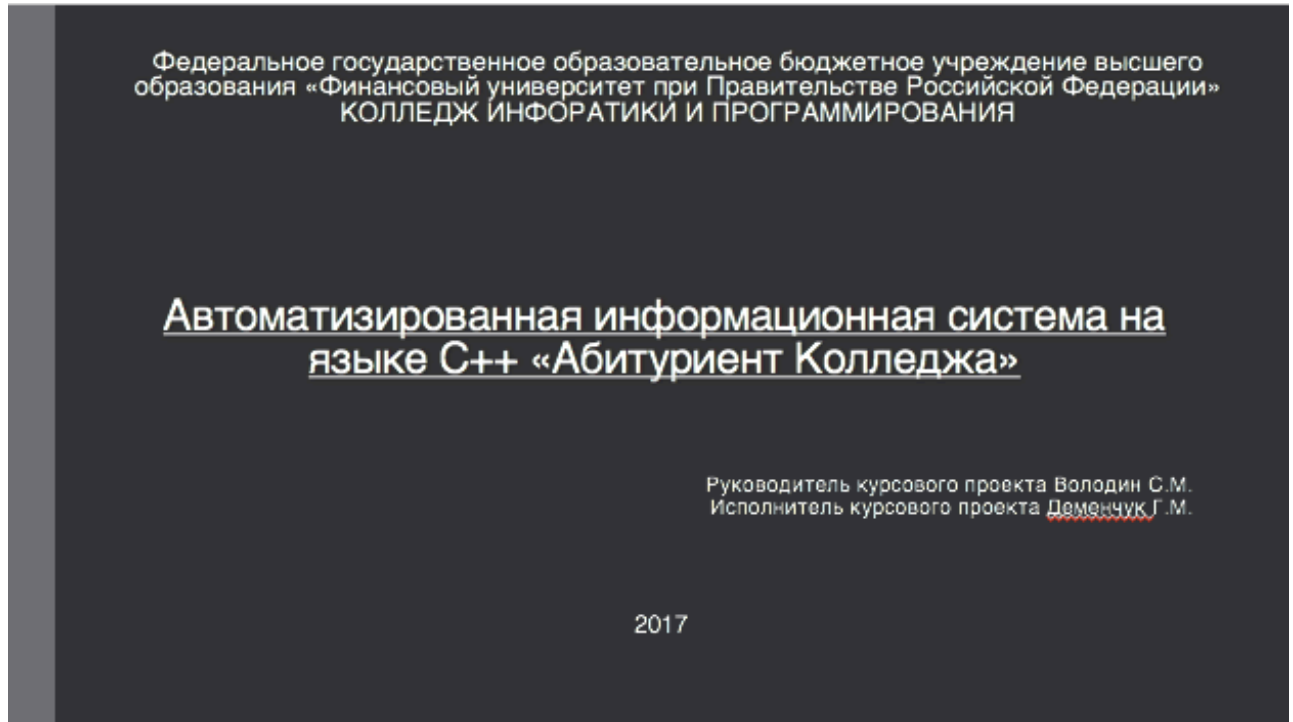 Федеральное государственное образовательное бюджетное учреждение высшего
образования «Финансовый университет при Правительстве Российской Федерации»
КОЛЛЕДЖ ИНФОРАТИКИ И ПРОГРАММИРОВАНИЯ
Автоматизированная информационная система на
языке С++ «Абитуриент Колледжа»
Руководитель курсового проекта Володин С.М.
Исполнитель курсового проекта Деменчук Г.М.
2017